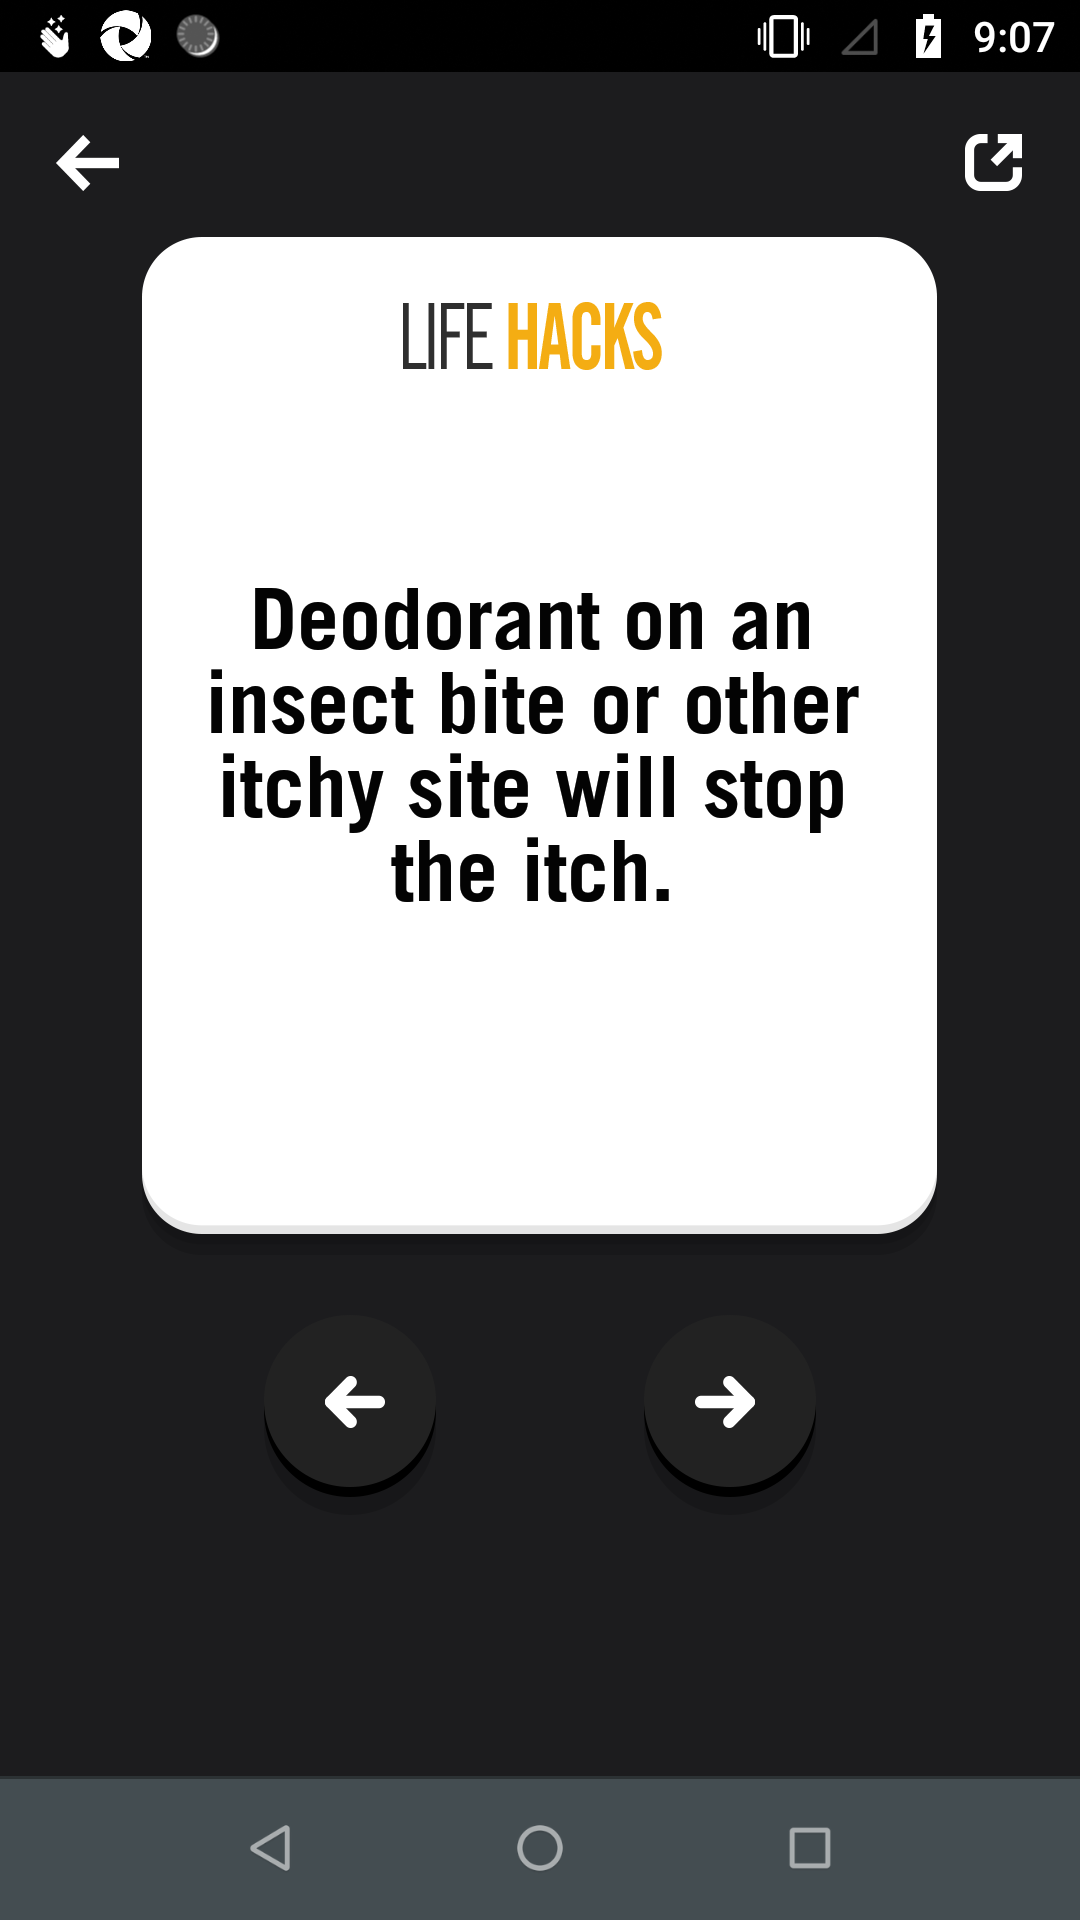 9:07
LIFE HACKS
Deodorant on an
insect bite or other
itchy site will stop
the itch.